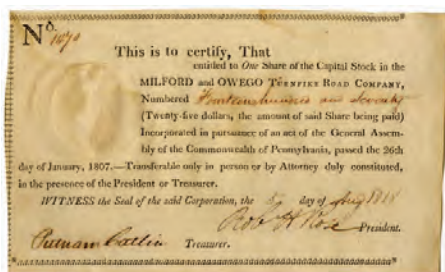 No. 1470
This is to certify, That
entitled to One Share of the Capital Stock in the
MILFORD and OWEGO TURNPIKE ROAD COMPANY,
Numbered Fourteen hundred and seventy
(Twenty-five dollars, the amount of said Share being paid)
Incorporated in pursuance of an act of the General Assem-
bly of the Commonwealth of Pennsylvania, passed the 26th
day of January, 1807.—Transferable only in person or by Attorney duly constituted,
in the presence of the President or Treasurer.
WITNESS the Seal of the said Corporation, the day of Aug 1818
Rob H Rose President.
Putnam Catlin Treasurer.